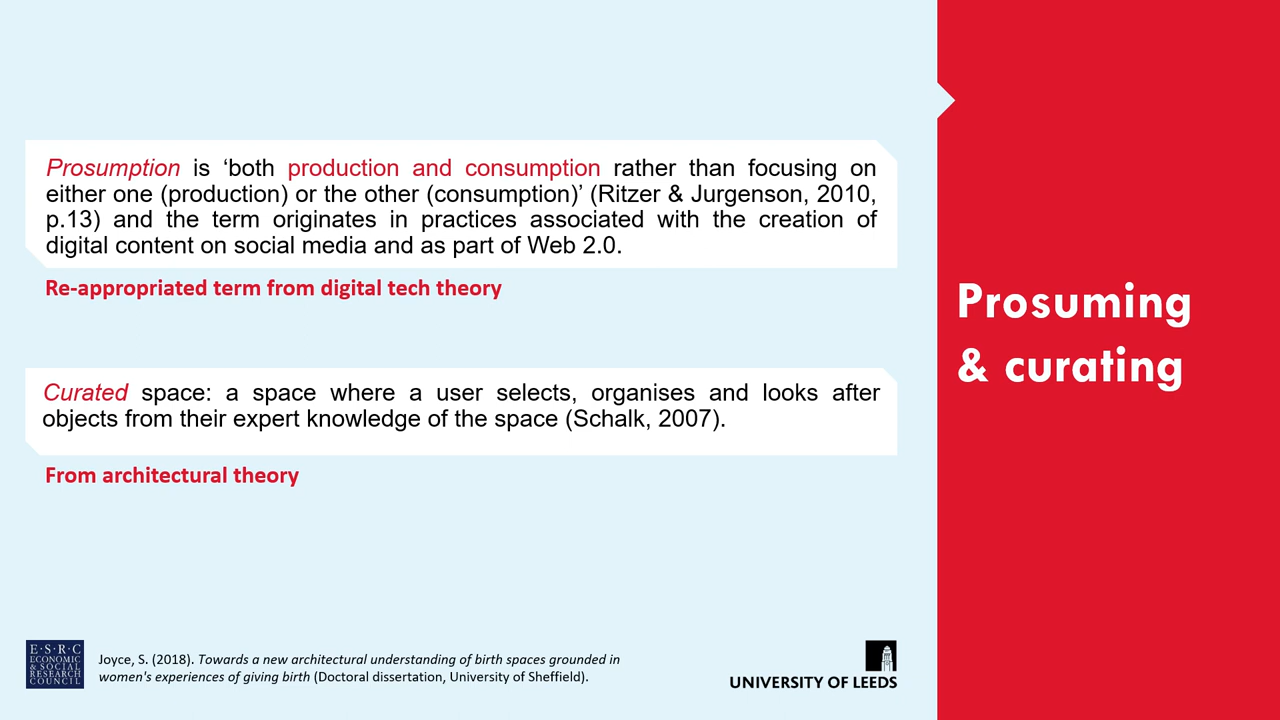 Prosumption is ‘both production and consumption rather than focusing on
either one (production) or the other (consumption)’ (Ritzer & Jurgenson, 2010,
p.13) and the term originates in practices associated with the creation of
digital content on social media and as part of Web 2.0.
Re-appropriated term from digital tech theory
Curated space: a space where a user selects, organises and looks after
objects from their expert knowledge of the space (Schalk, 2007).
From architectural theory
Prosuming
& curating
E·S·R·C
ECONOMIC
& SOCIAL
RESEARCH
COUNCIL
Joyce, S. (2018). Towards a new architectural understanding of birth spaces grounded in
women's experiences of giving birth (Doctoral dissertation, University of Sheffield).
UNIVERSITY OF LEEDS